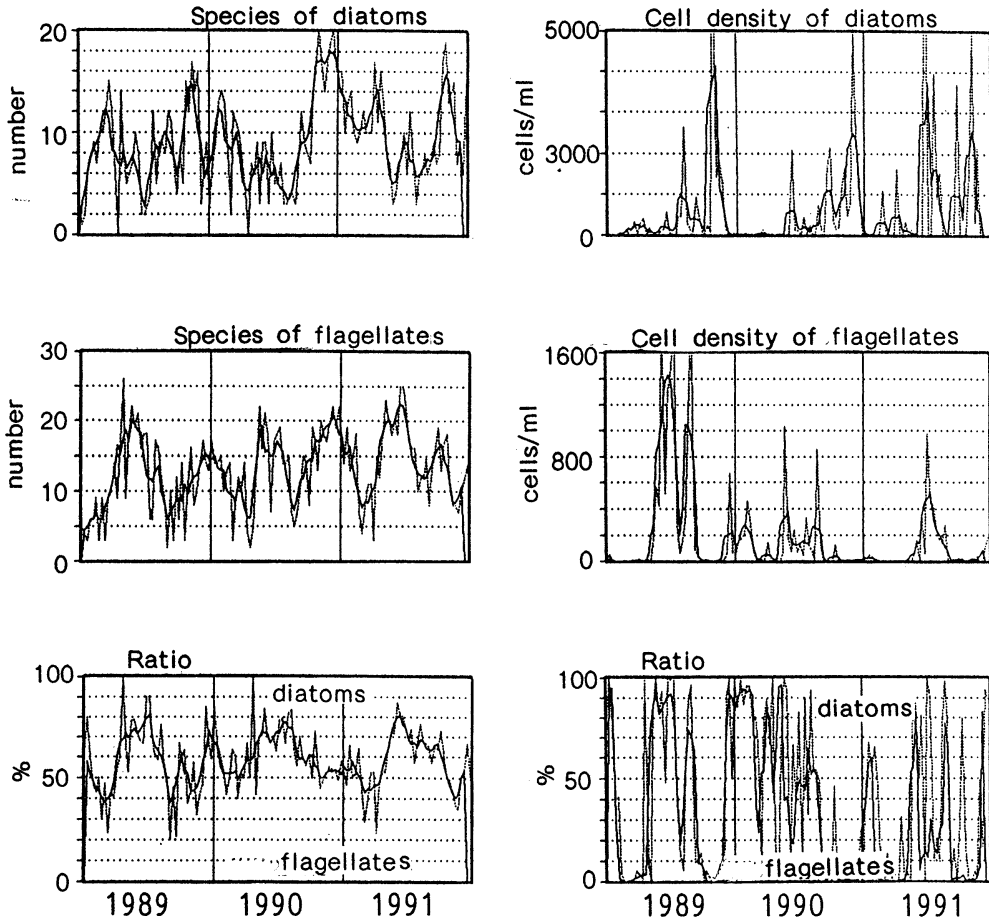 Species of diatoms
20
10
0
number
Cell density of diatoms
5000
3000
0
cells/ml
Species of flagellates
30
20
10
0
number
Cell density of flagellates
1600
800
0
cells/ml
Ratio
100
50
0
%
diatoms
flagellates
1989 1990 1991
Ratio
100
50
0
%
diatoms
flagellates
1989 1990 1991